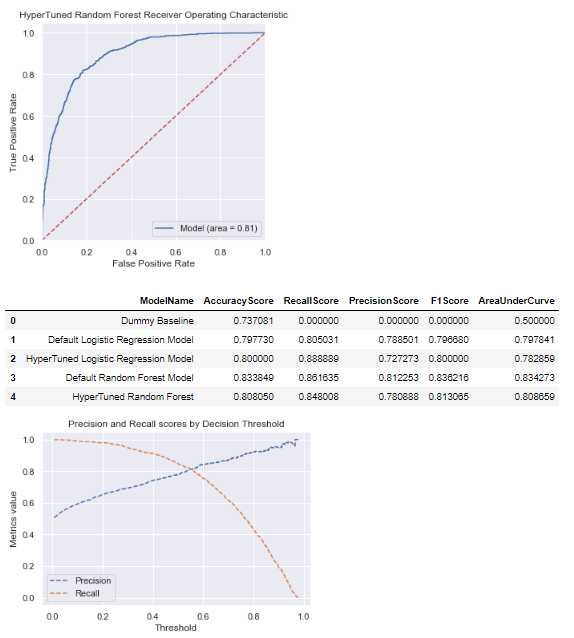 HyperTuned Random Forest Receiver Operating Characteristic
1.0
0.8
0.6
0.4
0.2
0.0
True Positive Rate
Model (area = 0.81)
0.0 0.2 0.4 0.6 0.8 1.0
False Positive Rate
ModelName AccuracyScore RecallScore PrecisionScore F1Score AreaUnderCurve
0 Dummy Baseline 0.737081 0.000000 0.000000 0.000000 0.500000
1 Default Logistic Regression Model 0.797730 0.805031 0.788501 0.796680 0.797841
2 HyperTuned Logistic Regression Model 0.800000 0.888889 0.727273 0.800000 0.782859
3 Default Random Forest Model 0.833849 0.861635 0.812253 0.836216 0.834273
4 HyperTuned Random Forest 0.808050 0.848008 0.780888 0.813065 0.808659
Precision and Recall scores by Decision Threshold
1.0
0.8
0.6
0.4
0.2
0.0
Metrics value
Precision
Recall
0.0 0.2 0.4 0.6 0.8 1.0
Threshold